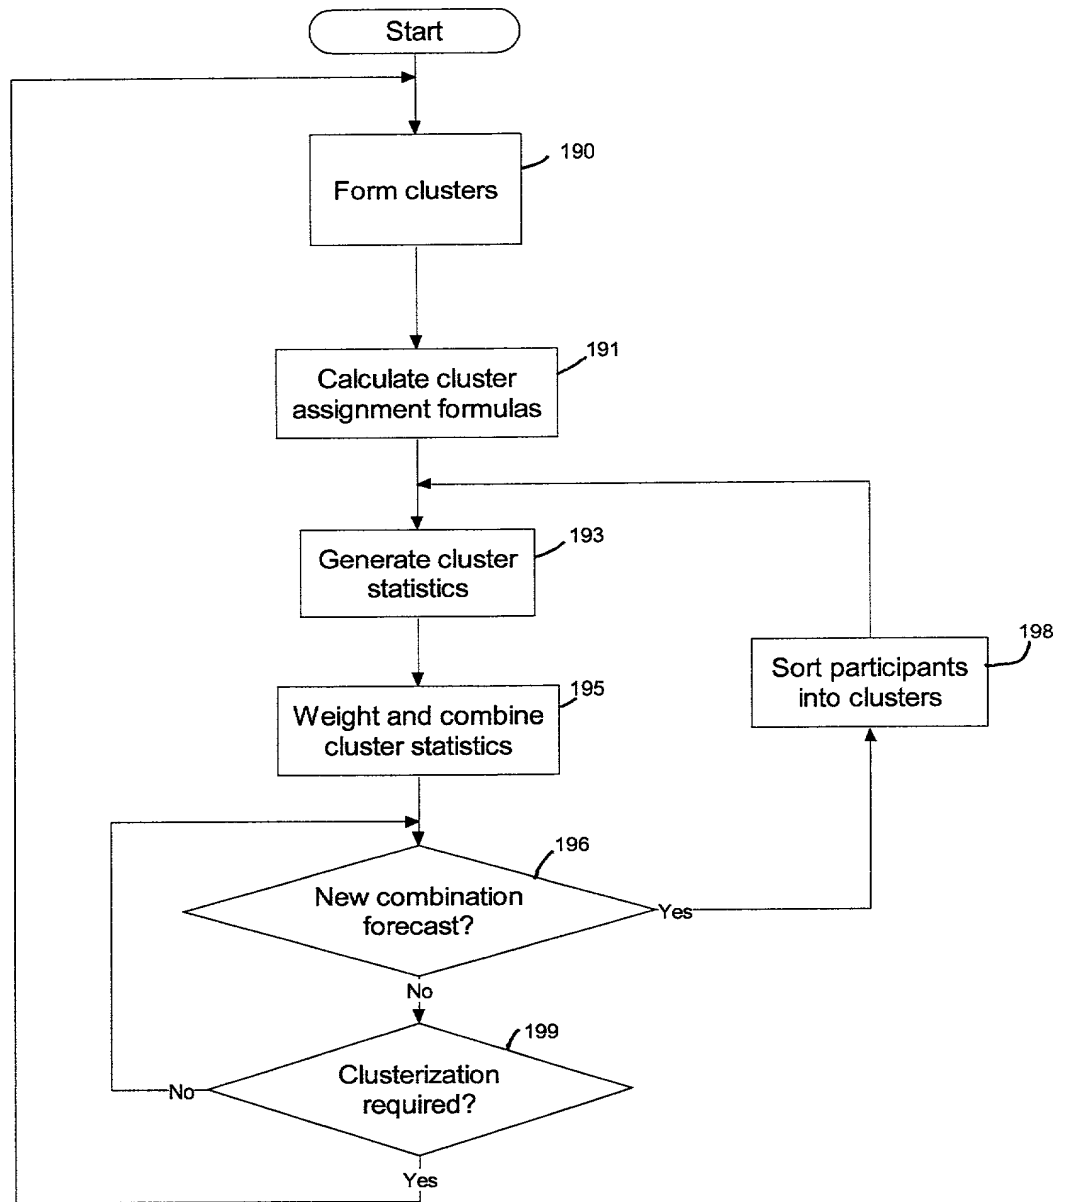 Start
190
Form clusters
191
Calculate cluster
assignment formulas
193
Generate cluster
statistics
198
Sort participants
into clusters
195
Weight and combine
cluster statistics
196
New combination
forecast?
Yes
No
199
Clusterization
required?
No
Yes